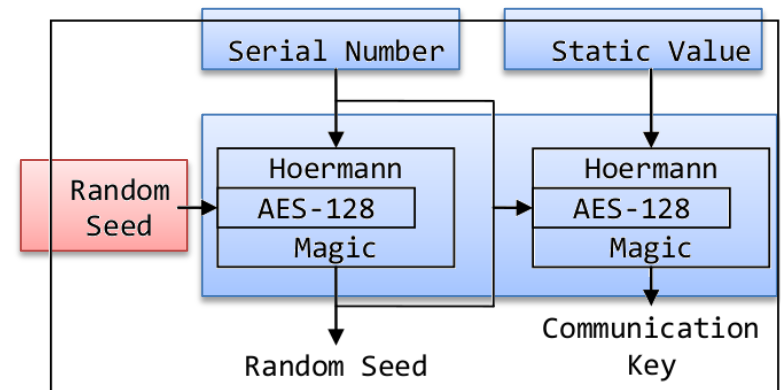 Serial Number
Static Value
Hoermann
AES-128
Magic
Hoermann
AES-128
Magic
Random
Seed
Random Seed
Communication
Key